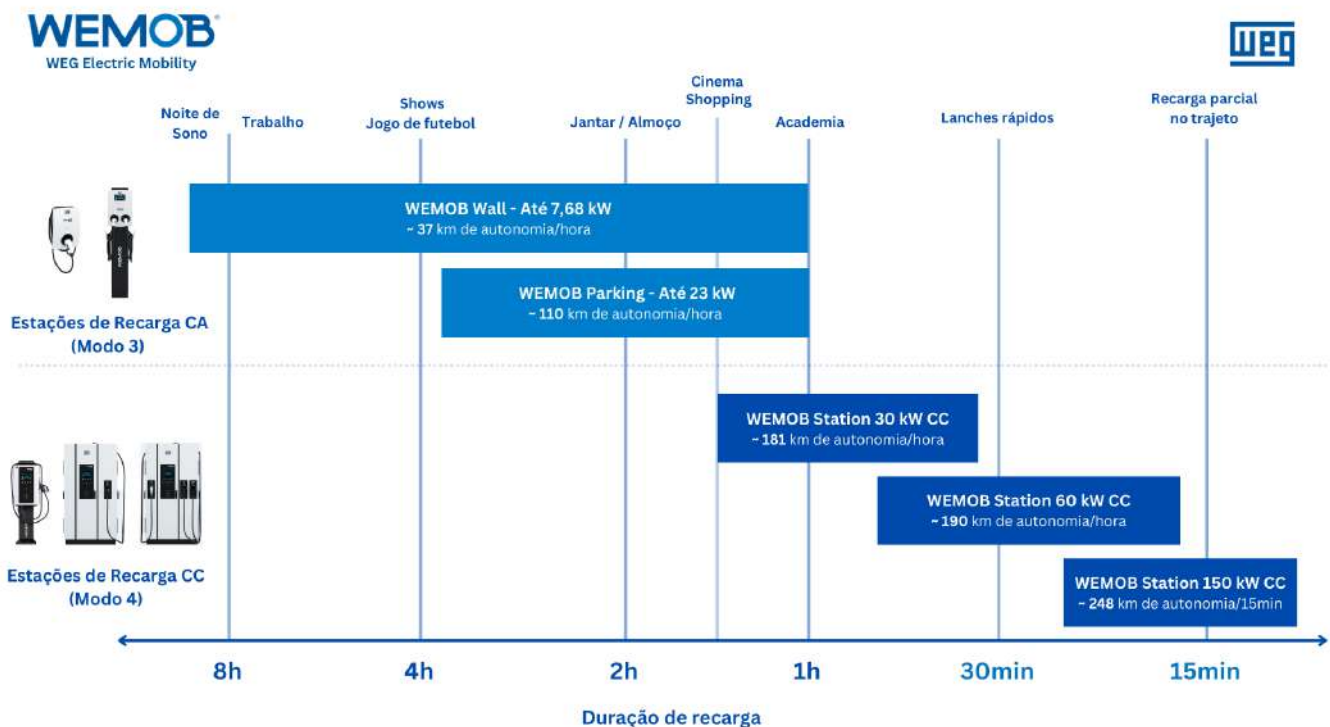 WEMOB
WEG Electric Mobility
weg
Noite de
Sono
Trabalho
Shows
Jogo de futebol
Jantar / Almoço
Cinema
Shopping
Academia
Lanches rápidos
Recarga parcial
no trajeto
WEMOB Wall - Até 7,68 kW
~ 37 km de autonomia/hora
WEMOB Parking - Até 23 kW
~ 110 km de autonomia/hora
Estações de Recarga CA
(Modo 3)
WEMOB Station 30 kW CC
~ 181 km de autonomia/hora
WEMOB Station 60 kW CC
~ 190 km de autonomia/hora
WEMOB Station 150 kW CC
~ 248 km de autonomia/15min
Estações de Recarga CC
(Modo 4)
8h
4h
2h
1h
30min
15min
Duração de recarga